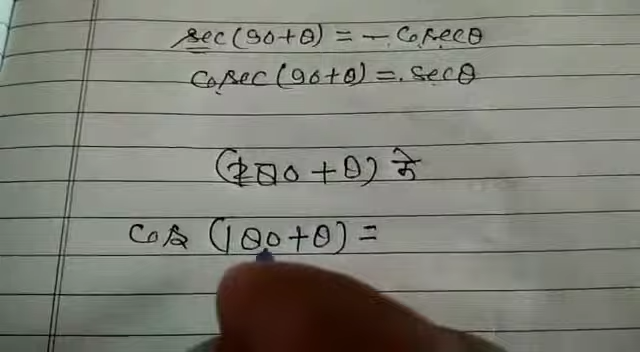 sec(90+θ) = -cosecθ
cosec(90+θ) = secθ
(180+θ) में
cos (180+θ) =